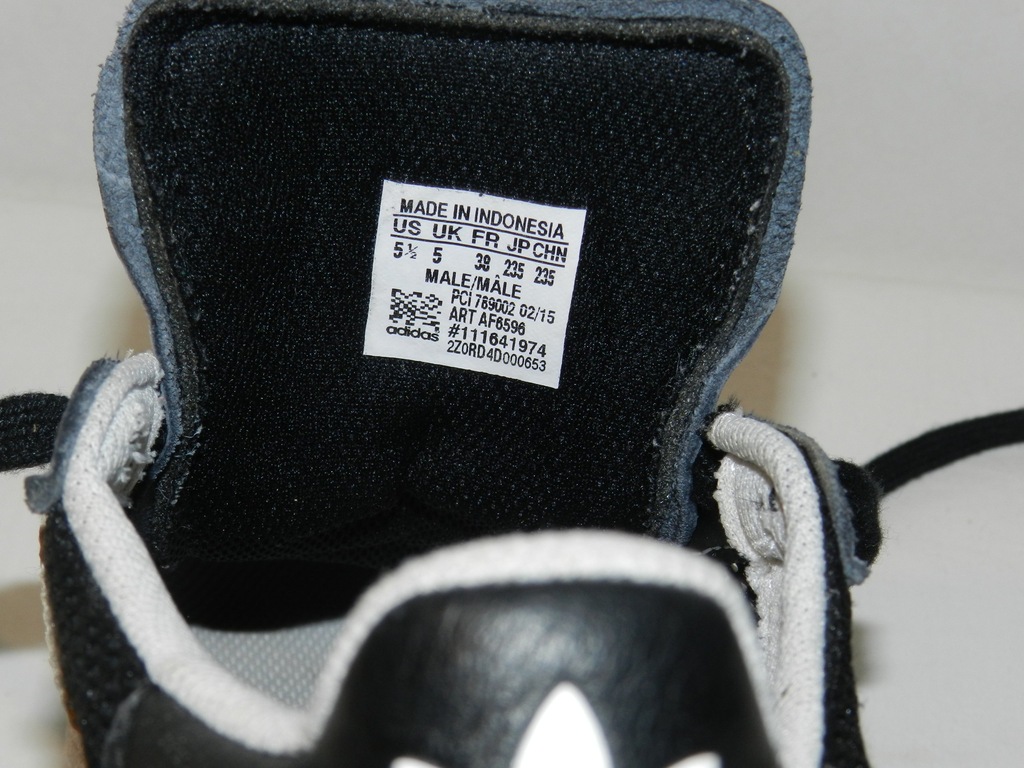 MADE IN INDONESIA
US UK FR JP CHN
5½ 5 38 235 235
MALE/MÂLE
PCI 789002 02/15
ART AF6596
#111641974
adidas
2Z0RD4D000653